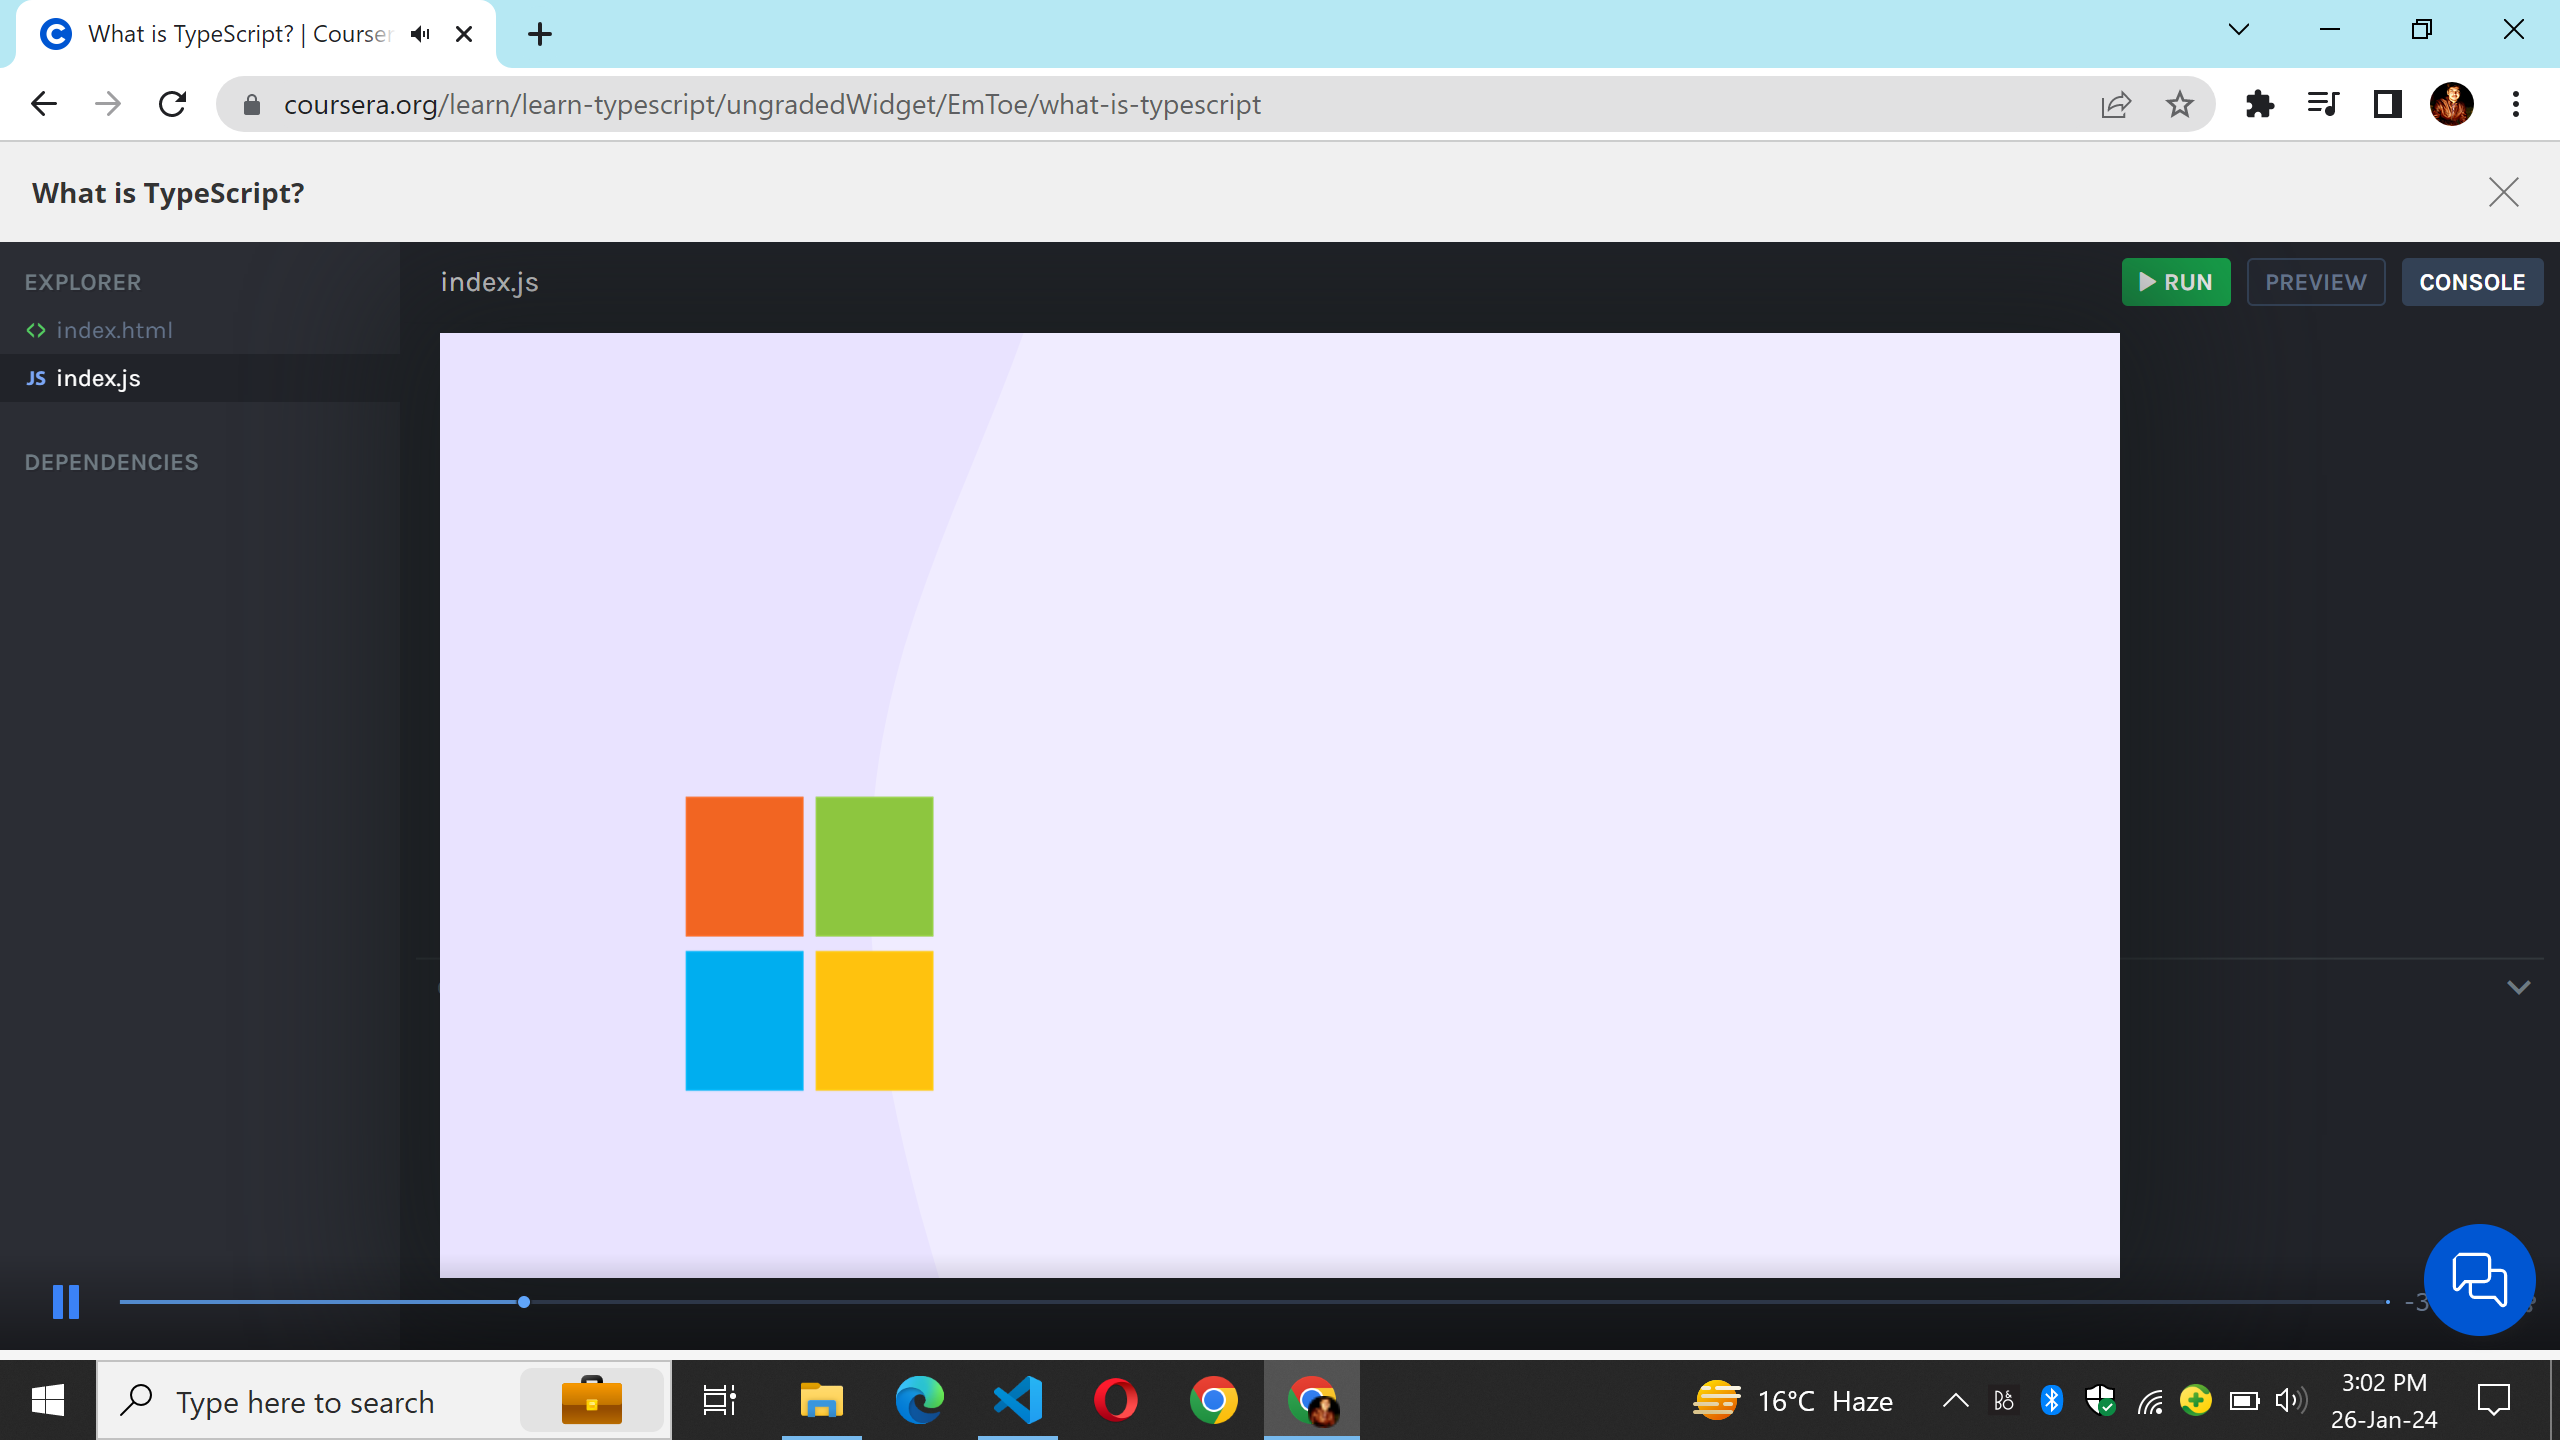 What is TypeScript? | Courser
coursera.org/learn/learn-typescript/ungradedWidget/EmToe/what-is-typescript
What is TypeScript?
EXPLORER
index.js
RUN
PREVIEW
CONSOLE
<> index.html
JS index.js
DEPENDENCIES
-3
Type here to search
16°C Haze
3:02 PM
26-Jan-24